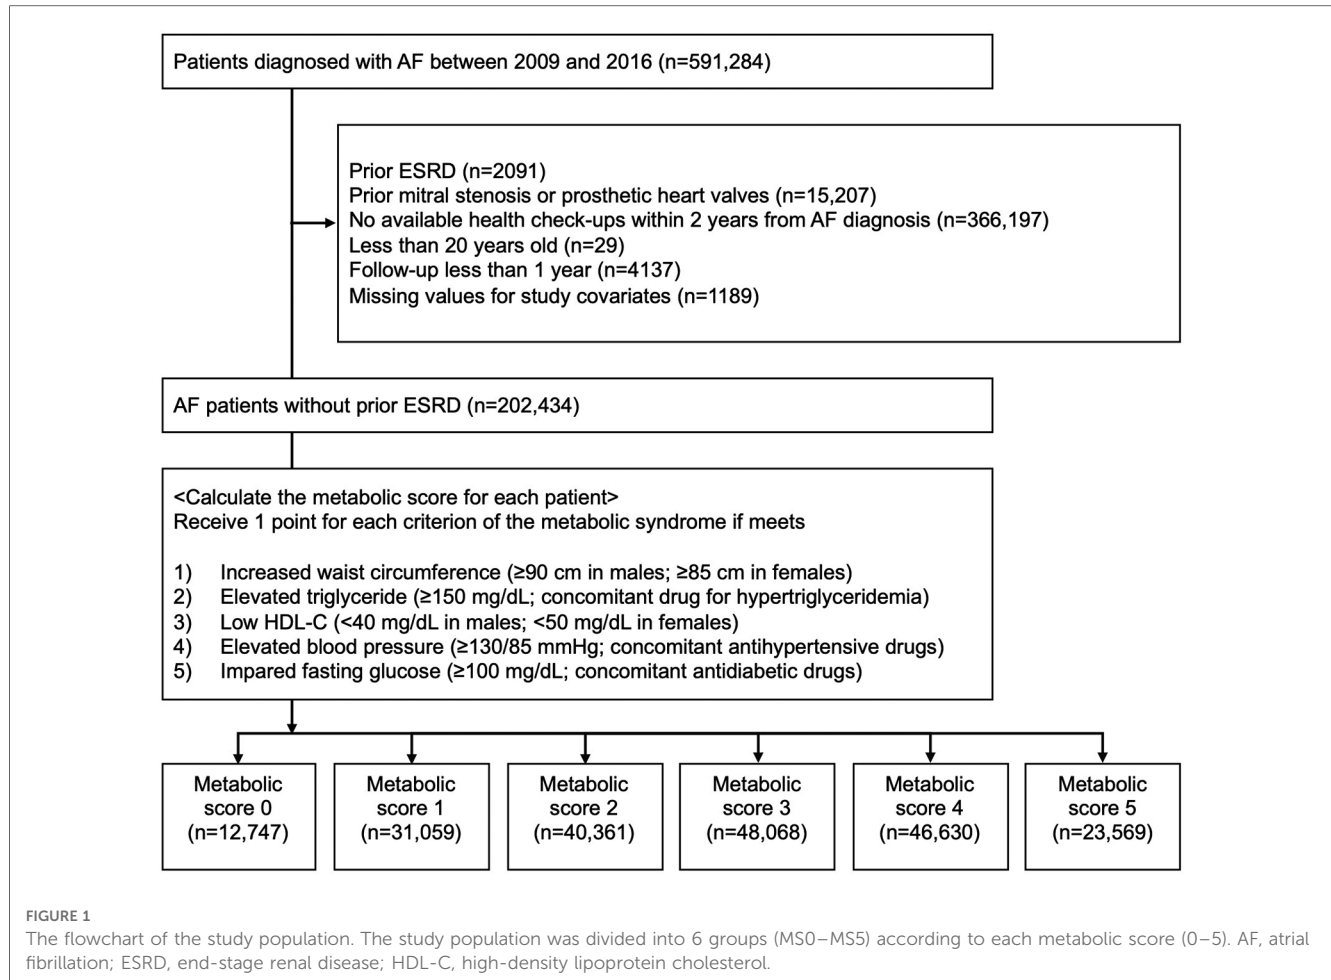 Patients diagnosed with AF between 2009 and 2016 (n=591,284)
Prior ESRD (n=2091)
Prior mitral stenosis or prosthetic heart valves (n=15,207)
No available health check-ups within 2 years from AF diagnosis (n=366,197)
Less than 20 years old (n=29)
Follow-up less than 1 year (n=4137)
Missing values for study covariates (n=1189)
AF patients without prior ESRD (n=202,434)
<Calculate the metabolic score for each patient>
Receive 1 point for each criterion of the metabolic syndrome if meets
1) Increased waist circumference (≥90 cm in males; ≥85 cm in females)
2) Elevated triglyceride (≥150 mg/dL; concomitant drug for hypertriglyceridemia)
3) Low HDL-C (<40 mg/dL in males; <50 mg/dL in females)
4) Elevated blood pressure (≥130/85 mmHg; concomitant antihypertensive drugs)
5) Impared fasting glucose (≥100 mg/dL; concomitant antidiabetic drugs)
Metabolic
score 0
(n=12,747)
Metabolic
score 1
(n=31,059)
Metabolic
score 2
(n=40,361)
Metabolic
score 3
(n=48,068)
Metabolic
score 4
(n=46,630)
Metabolic
score 5
(n=23,569)
FIGURE 1
The flowchart of the study population. The study population was divided into 6 groups (MS0–MS5) according to each metabolic score (0–5). AF, atrial
fibrillation; ESRD, end-stage renal disease; HDL-C, high-density lipoprotein cholesterol.